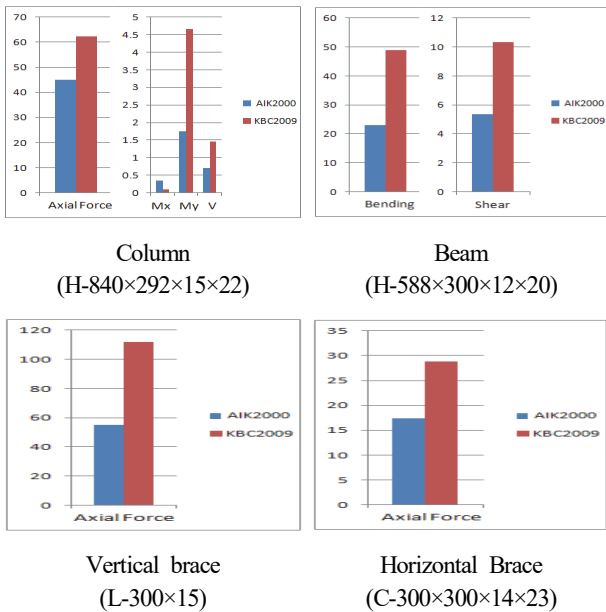 70
60
50
40
30
20
10
0
Axial Force
5
4.5
4
3.5
3
2.5
2
1.5
1
0.5
0
Mx My V
AIK2000
KBC2009
Column
(H-840×292×15×22)
60
50
40
30
20
10
0
Bending
12
10
8
6
4
2
0
Shear
AIK2000
KBC2009
Beam
(H-588×300×12×20)
120
100
80
60
40
20
0
Axial Force
AIK2000
KBC2009
Vertical brace
(L-300×15)
35
30
25
20
15
10
5
0
Axial Force
AIK2000
KBC2009
Horizontal Brace
(C-300×300×14×23)